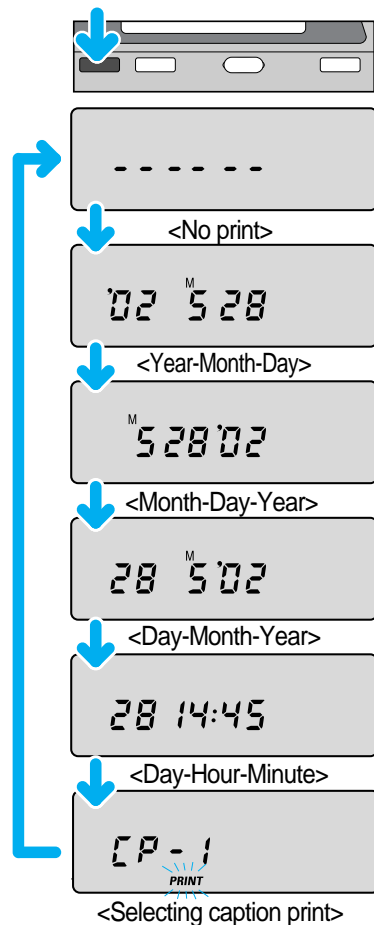 - - - - - -
<No print>
'02 M 5 28
<Year-Month-Day>
M 5 28 '02
<Month-Day-Year>
28 M 5 '02
<Day-Month-Year>
28 14:45
<Day-Hour-Minute>
CP-1
PRINT
<Selecting caption print>